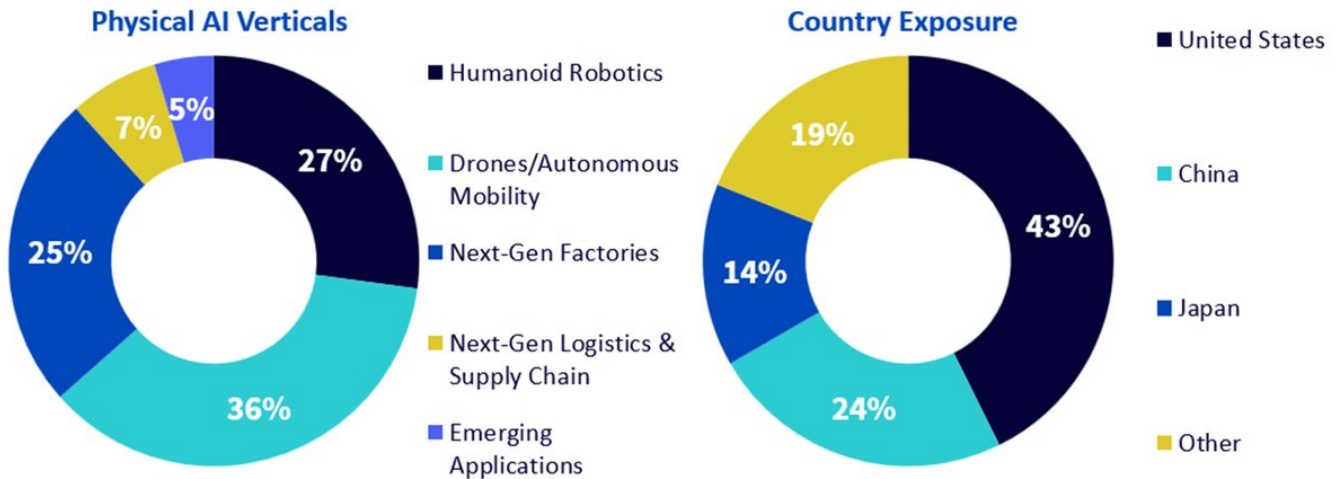 Physical AI Verticals
27%
36%
25%
7%
5%
Humanoid Robotics
Drones/Autonomous
Mobility
Next-Gen Factories
Next-Gen Logistics &
Supply Chain
Emerging
Applications
Country Exposure
43%
24%
14%
19%
United States
China
Japan
Other